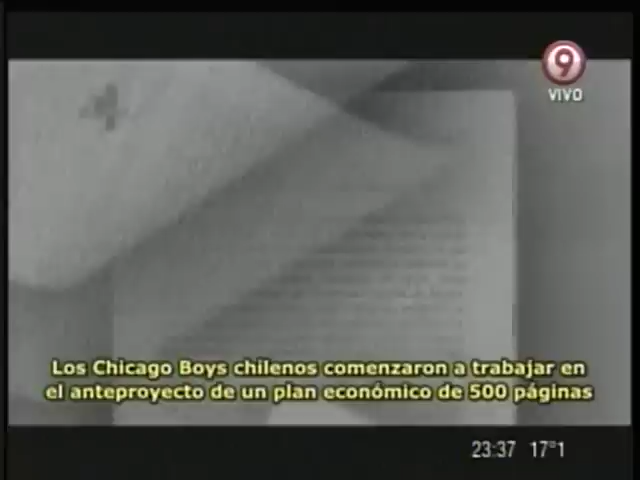 9
VIVO
4
Los Chicago Boys chilenos comenzaron a trabajar en
el anteproyecto de un plan económico de 500 páginas
23:37 17°1